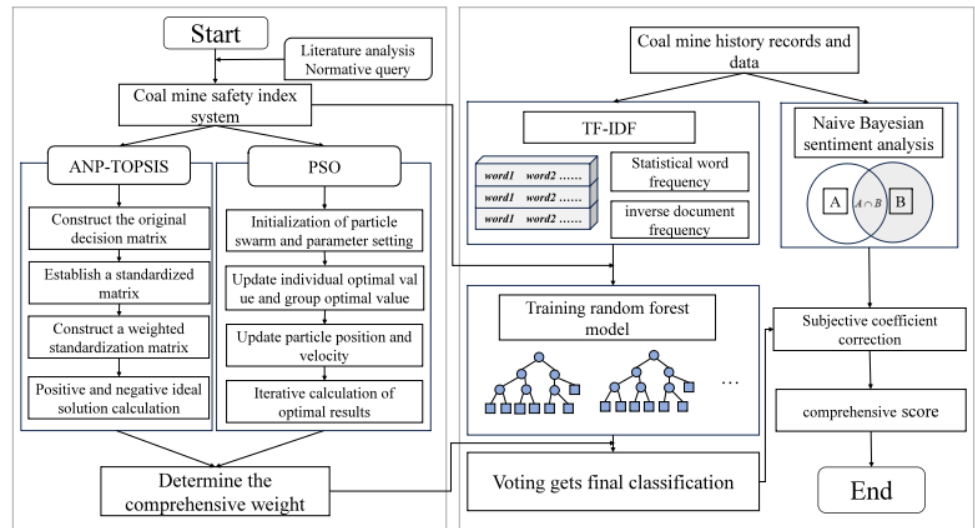 Start
Literature analysis
Normative query
Coal mine safety index
system
ANP-TOPSIS
Construct the original
decision matrix
Establish a standardized
matrix
Construct a weighted
standardization matrix
Positive and negative ideal
solution calculation
PSO
Initialization of particle
swarm and parameter setting
Update individual optimal val
ue and group optimal value
Update particle position and
velocity
Iterative calculation of
optimal results
Determine the
comprehensive weight
Coal mine history records and
data
TF-IDF
word1 word2 ......
word1 word2 ......
word1 word2 ......
Statistical word
frequency
inverse document
frequency
Naive Bayesian
sentiment analysis
A
A∩B
B
Training random forest
model
...
Voting gets final classification
Subjective coefficient
correction
comprehensive score
End